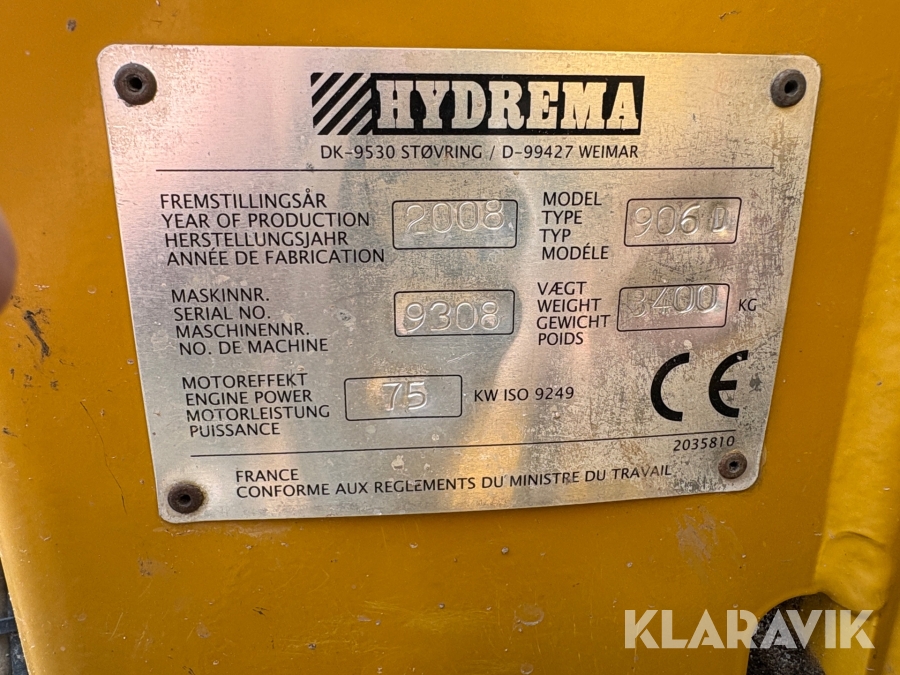 HYDREMA
DK-9530 STØVRING / D-99427 WEIMAR
FREMSTILLINGSÅR
YEAR OF PRODUCTION
HERSTELLUNGSJAHR
ANNÉE DE FABRICATION
2008
MODEL
TYPE
TYP
MODÉLE
906 D
MASKINNR.
SERIAL NO.
MASCHINENNR.
NO. DE MACHINE
9308
VÆGT
WEIGHT
GEWICHT
POIDS
8400 KG
MOTOREFFEKT
ENGINE POWER
MOTORLEISTUNG
PUISSANCE
75 KW ISO 9249
CE
2035810
FRANCE
CONFORME AUX REGLEMENTS DU MINISTRE DU TRAVAIL
KLARAVIK